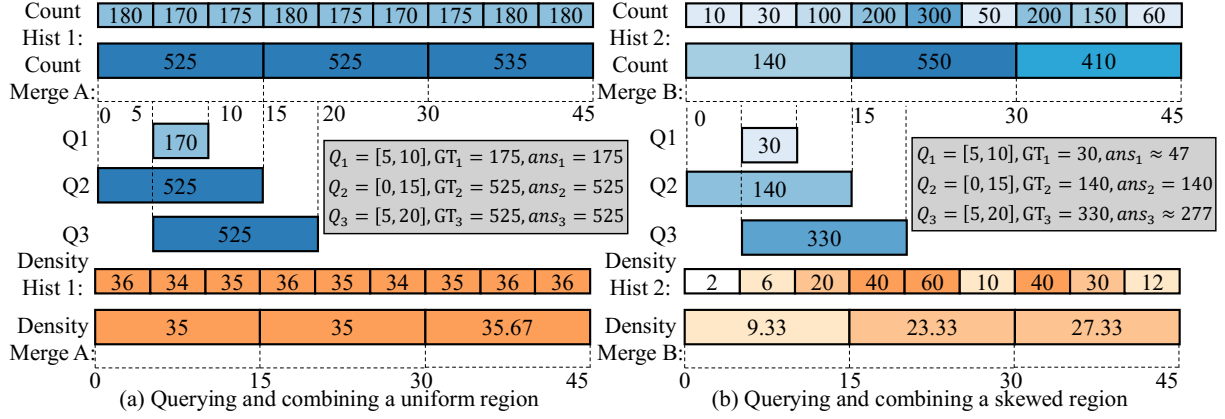 Count
Hist 1:
180 170 175 180 175 170 175 180 180
Count
Merge A:
525 525 535
0 5 10 15 20 30 45
Q1
170
Q2
525
Q3
525
Q₁ = [5, 10], GT₁ = 175, ans₁ = 175
Q₂ = [0, 15], GT₂ = 525, ans₂ = 525
Q₃ = [5, 20], GT₃ = 525, ans₃ = 525
Density
Hist 1:
36 34 35 36 35 34 35 36 36
Density
Merge A:
35 35 35.67
0 15 30 45
(a) Querying and combining a uniform region
Count
Hist 2:
10 30 100 200 300 50 200 150 60
Count
Merge B:
140 550 410
0 5 10 15 20 30 45
Q1
30
Q2
140
Q3
330
Q₁ = [5, 10], GT₁ = 30, ans₁ ≈ 47
Q₂ = [0, 15], GT₂ = 140, ans₂ = 140
Q₃ = [5, 20], GT₃ = 330, ans₃ ≈ 277
Density
Hist 2:
2 6 20 40 60 10 40 30 12
Density
Merge B:
9.33 23.33 27.33
0 15 30 45
(b) Querying and combining a skewed region